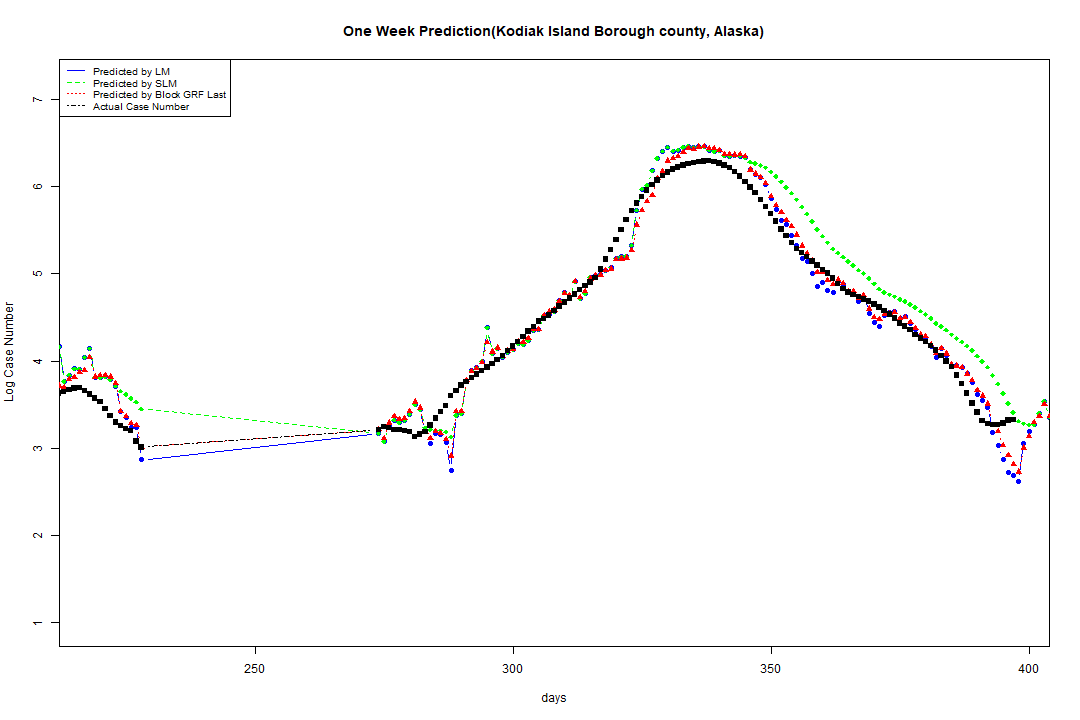 One Week Prediction(Kodiak Island Borough county, Alaska)
Predicted by LM
Predicted by SLM
Predicted by Block GRF Last
Actual Case Number
7
6
5
4
3
2
1
Log Case Number
250 300 350 400
days